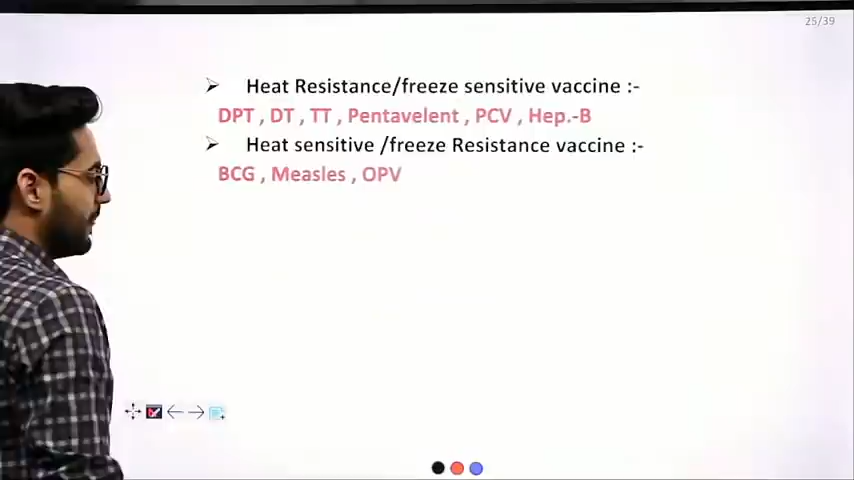 25/39
Heat Resistance/freeze sensitive vaccine :-
DPT , DT , TT , Pentavelent , PCV , Hep.-B
Heat sensitive /freeze Resistance vaccine :-
BCG , Measles , OPV